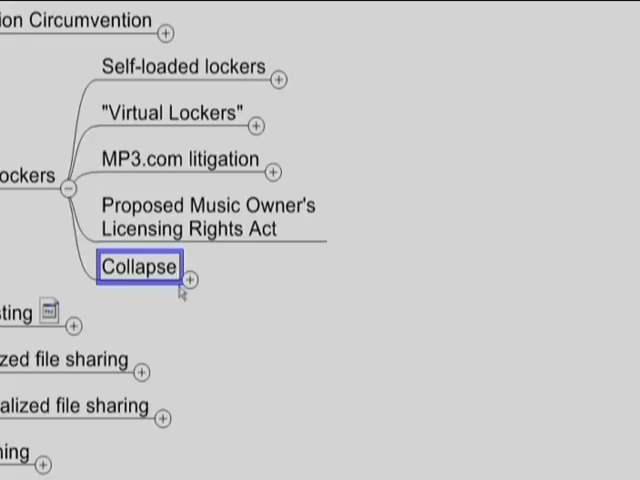 ion Circumvention
Self-loaded lockers
"Virtual Lockers"
MP3.com litigation
ockers
Proposed Music Owner's
Licensing Rights Act
Collapse
sting
zed file sharing
alized file sharing
ning